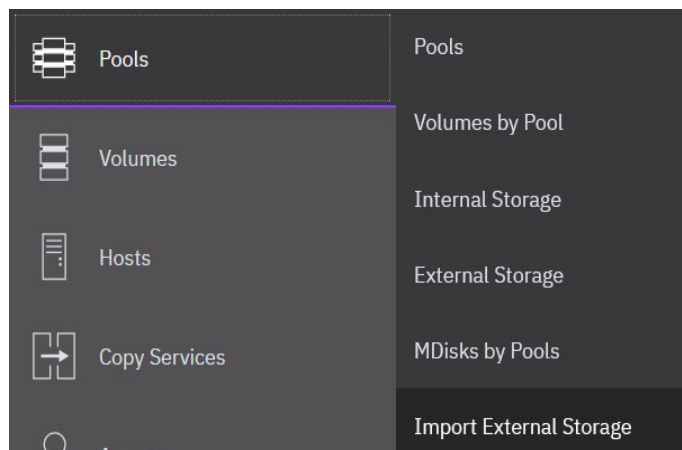 Pools
Volumes
Hosts
Copy Services
Pools
Volumes by Pool
Internal Storage
External Storage
MDisks by Pools
Import External Storage